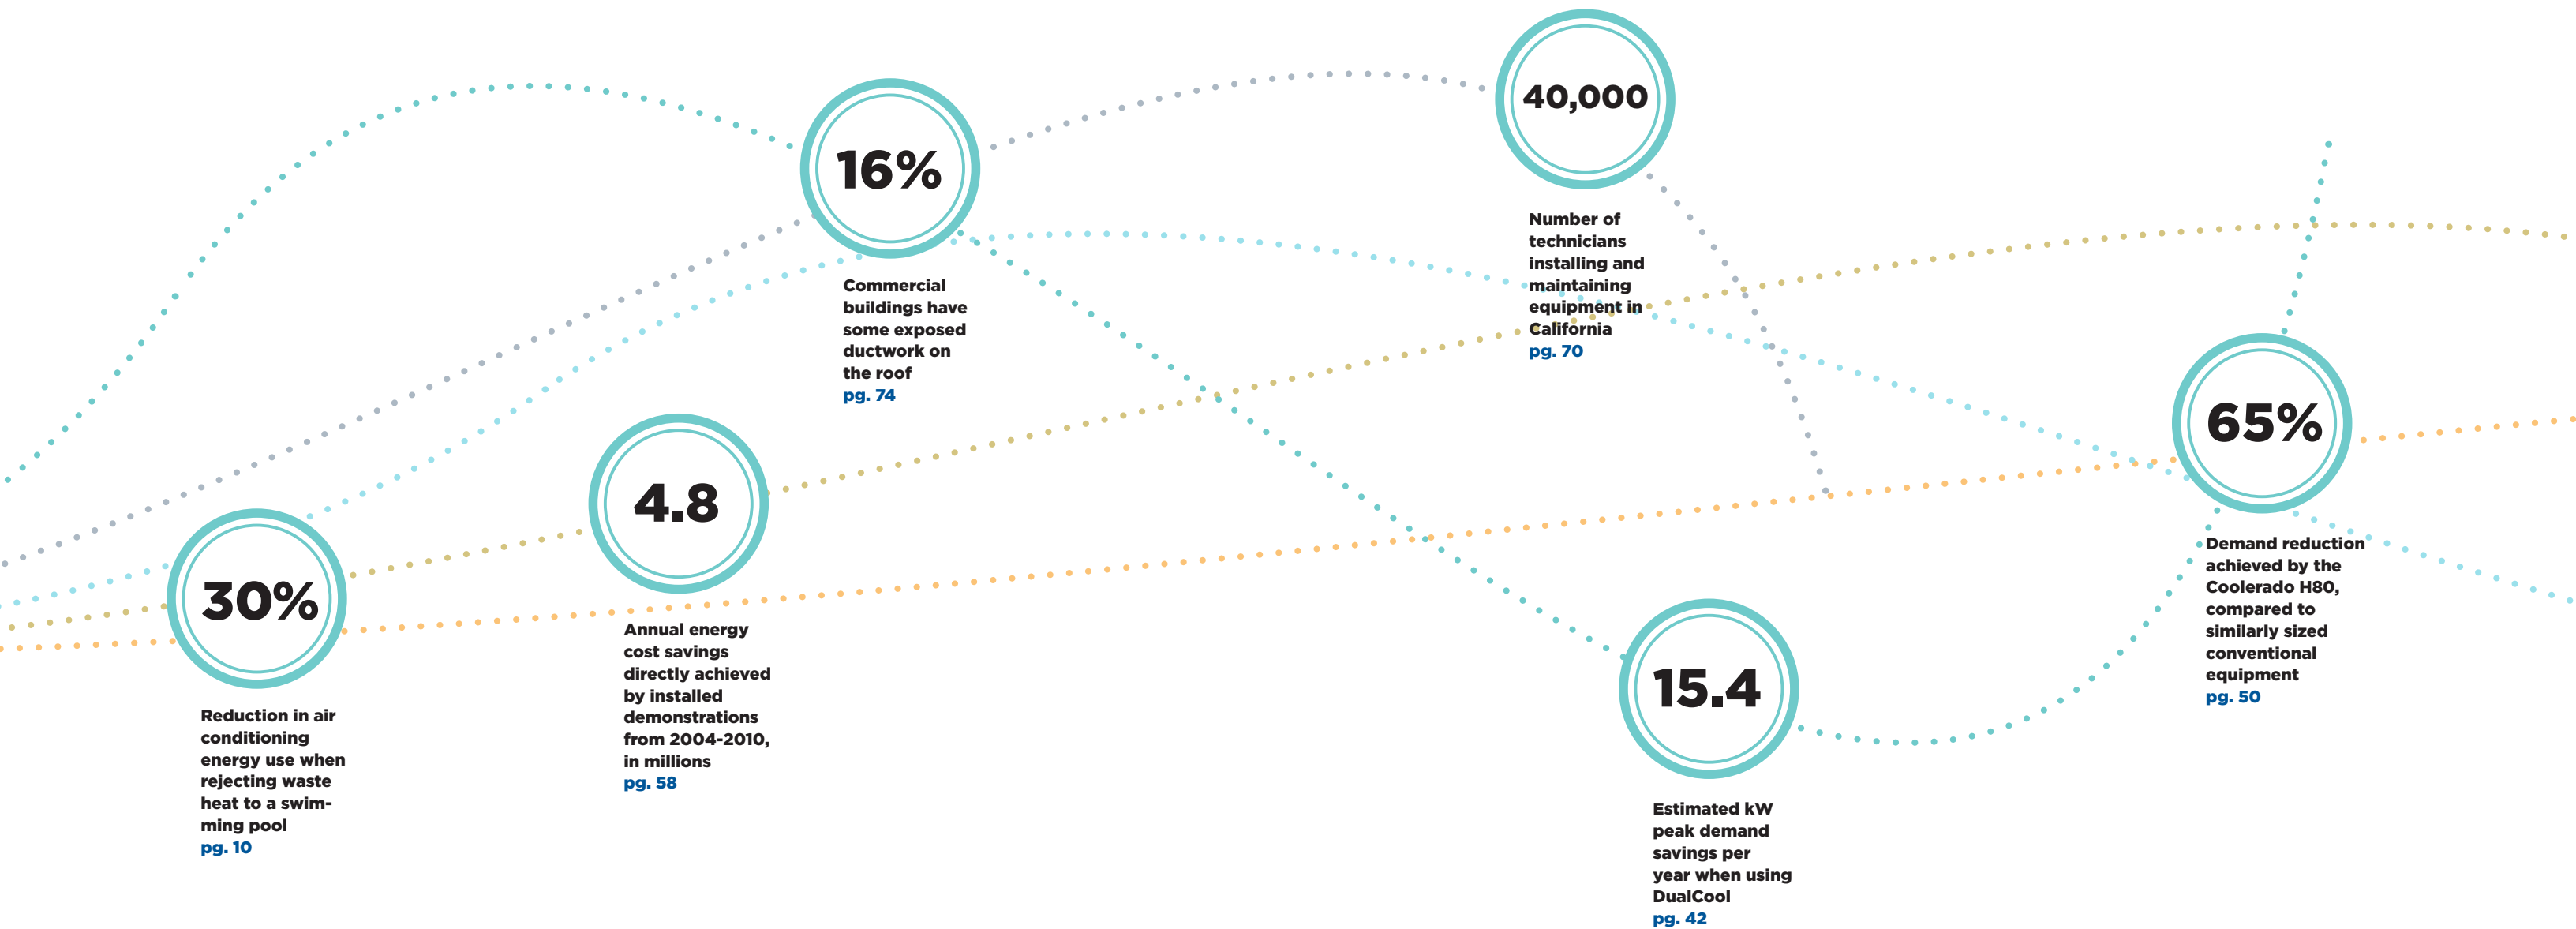 30%
Reduction in air
conditioning
energy use when
rejecting waste
heat to a swim-
ming pool
pg. 10
4.8
Annual energy
cost savings
directly achieved
by installed
demonstrations
from 2004-2010,
in millions
pg. 58
16%
Commercial
buildings have
some exposed
ductwork on
the roof
pg. 74
40,000
Number of
technicians
installing and
maintaining
equipment in
California
pg. 70
15.4
Estimated kW
peak demand
savings per
year when using
DualCool
pg. 42
65%
Demand reduction
achieved by the
Coolerado H80,
compared to
similarly sized
conventional
equipment
pg. 50